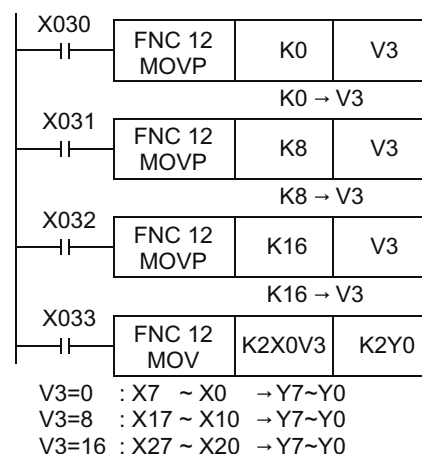 X030
FNC 12 MOVP K0 V3
K0 → V3
X031
FNC 12 MOVP K8 V3
K8 → V3
X032
FNC 12 MOVP K16 V3
K16 → V3
X033
FNC 12 MOV K2X0V3 K2Y0
V3=0 : X7 ~ X0 → Y7~Y0
V3=8 : X17 ~ X10 → Y7~Y0
V3=16 : X27 ~ X20 → Y7~Y0